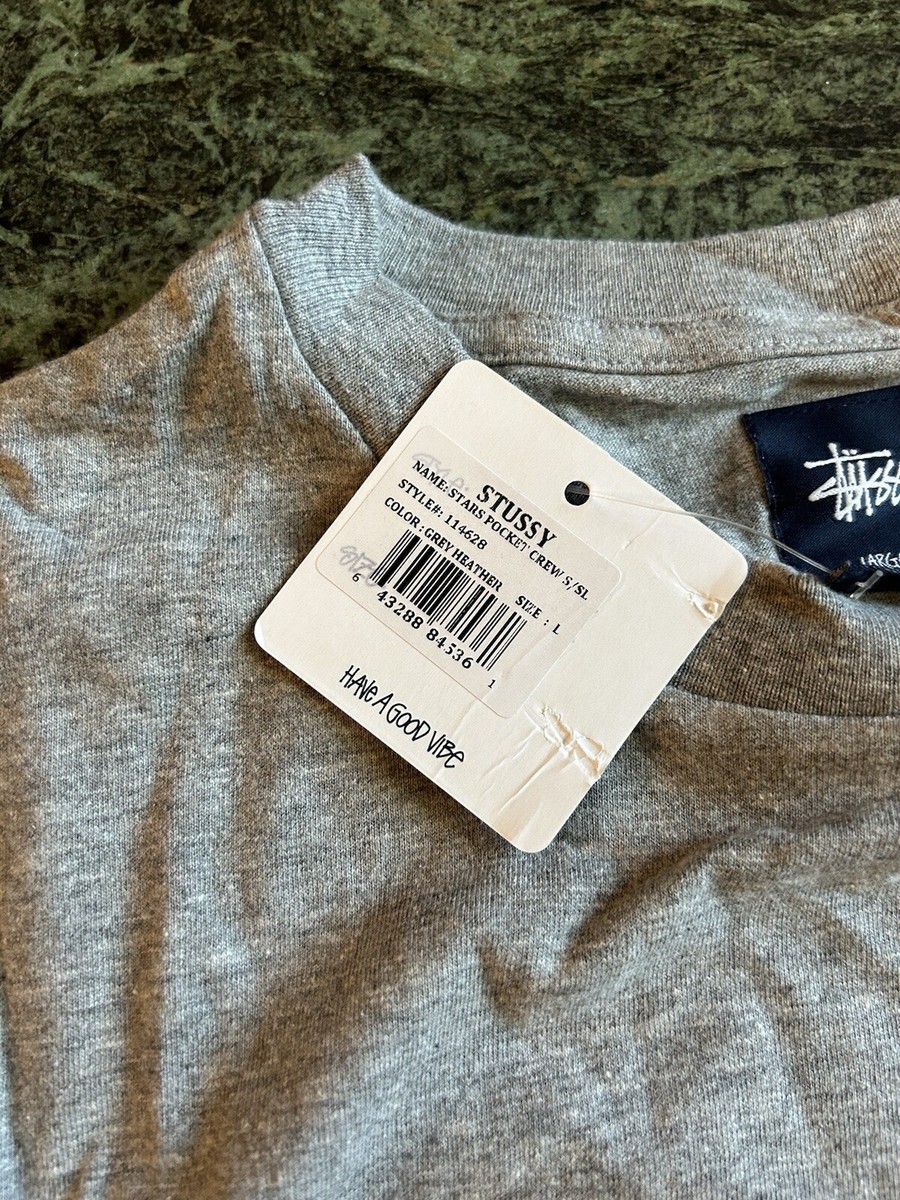 STUSSY
NAME: STARS POCKET CREW S/SL
STYLE#: 114628
COLOR: GREY HEATHER SIZE: L
6 43288 84536 1
HAVE A GOOD VIBE